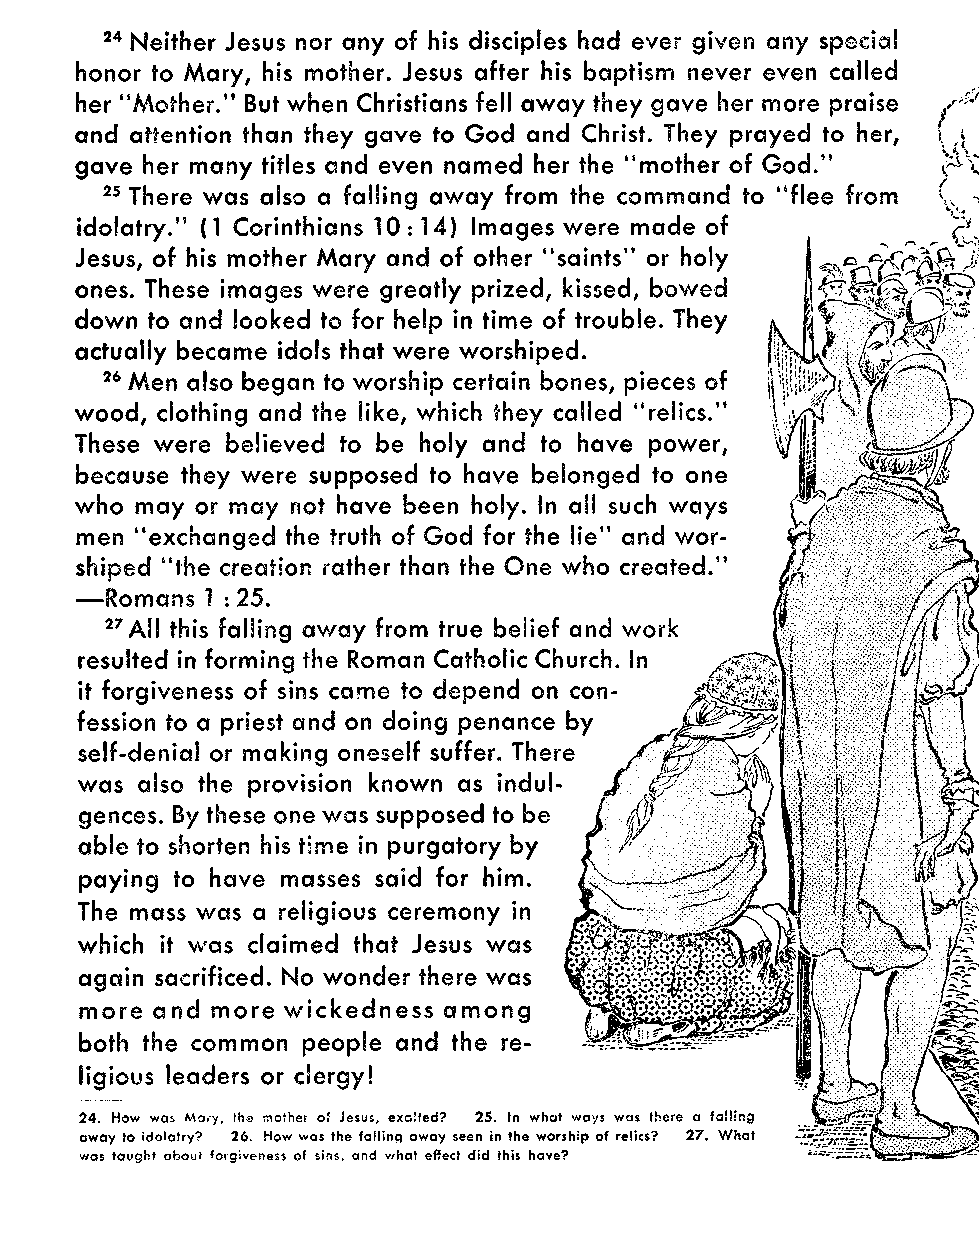 24 Neither Jesus nor any of his disciples had ever given any special
honor to Mary, his mother. Jesus after his baptism never even called
her "Mother." But when Christians fell away they gave her more praise
and attention than they gave to God and Christ. They prayed to her,
gave her many titles and even named her the "mother of God."
25 There was also a falling away from the command to "flee from
idolatry." (1 Corinthians 10:14) Images were made of
Jesus, of his mother Mary and of other "saints" or holy
ones. These images were greatly prized, kissed, bowed
down to and looked to for help in time of trouble. They
actually became idols that were worshiped.
26 Men also began to worship certain bones, pieces of
wood, clothing and the like, which they called "relics."
These were believed to be holy and to have power,
because they were supposed to have belonged to one
who may or may not have been holy. In all such ways
men "exchanged the truth of God for the lie" and wor-
shiped "the creation rather than the One who created."
—Romans 1:25.
27 All this falling away from true belief and work
resulted in forming the Roman Catholic Church. In
it forgiveness of sins came to depend on con-
fession to a priest and on doing penance by
self-denial or making oneself suffer. There
was also the provision known as indul-
gences. By these one was supposed to be
able to shorten his time in purgatory by
paying to have masses said for him.
The mass was a religious ceremony in
which it was claimed that Jesus was
again sacrificed. No wonder there was
more and more wickedness among
both the common people and the re-
ligious leaders or clergy!
24. How was Mary, the mother of Jesus, exalted? 25. In what ways was there a falling
away to idolatry? 26. How was the falling away seen in the worship of relics? 27. What
was taught about forgiveness of sins, and what effect did this have?